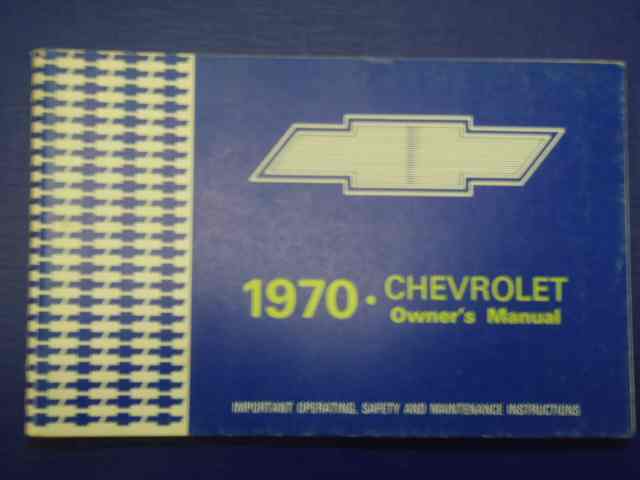 1970 • CHEVROLET
Owner's Manual
IMPORTANT OPERATING, SAFETY AND MAINTENANCE INSTRUCTIONS